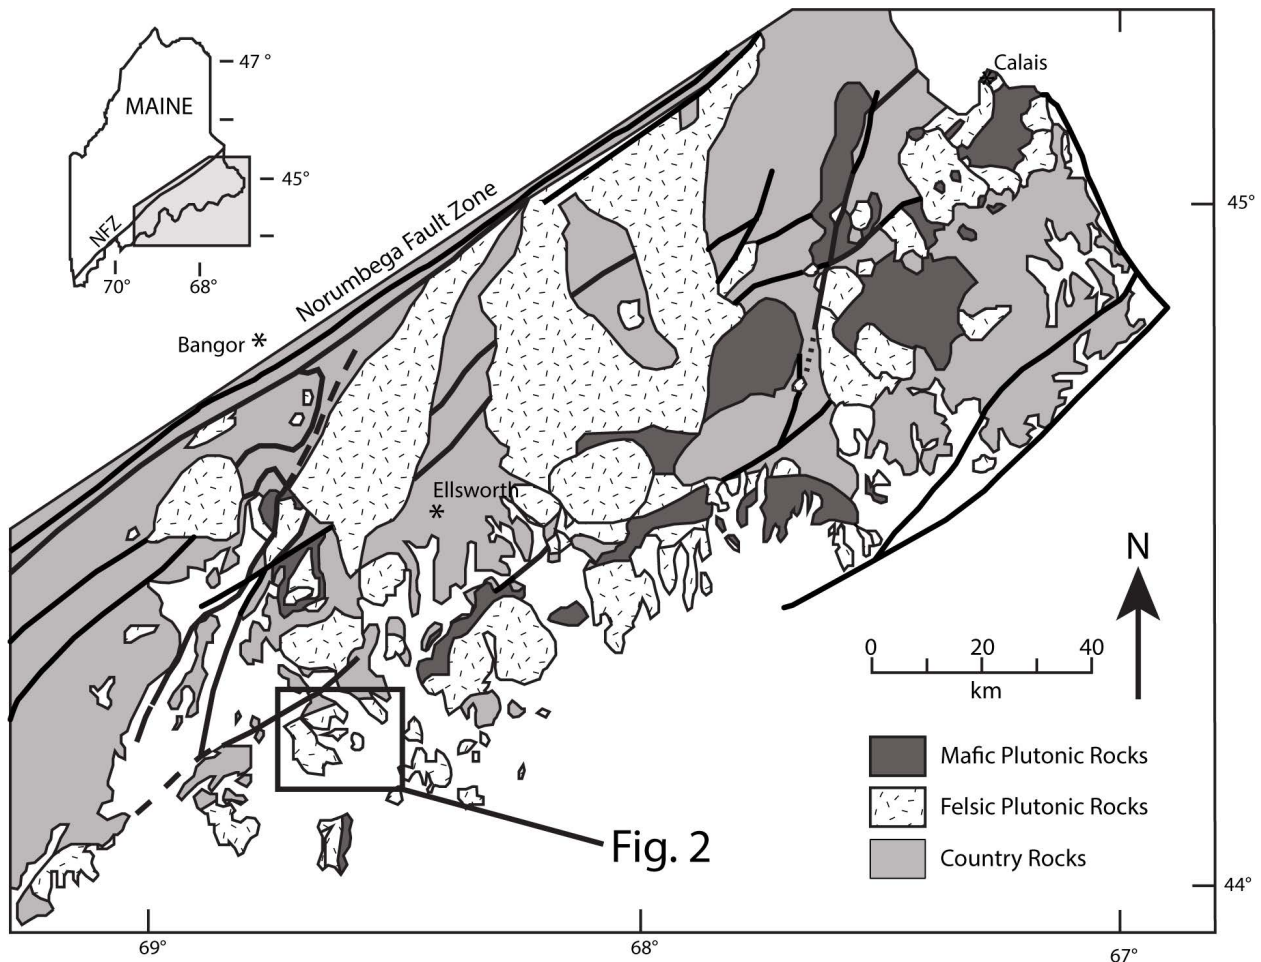 Calais
47 °
MAINE
45°
NFZ
70°
68°
45°
Norumbega Fault Zone
Bangor *
Ellsworth
*
N
0 20 40
km
Mafic Plutonic Rocks
Felsic Plutonic Rocks
Country Rocks
Fig. 2
44°
69°
68°
67°